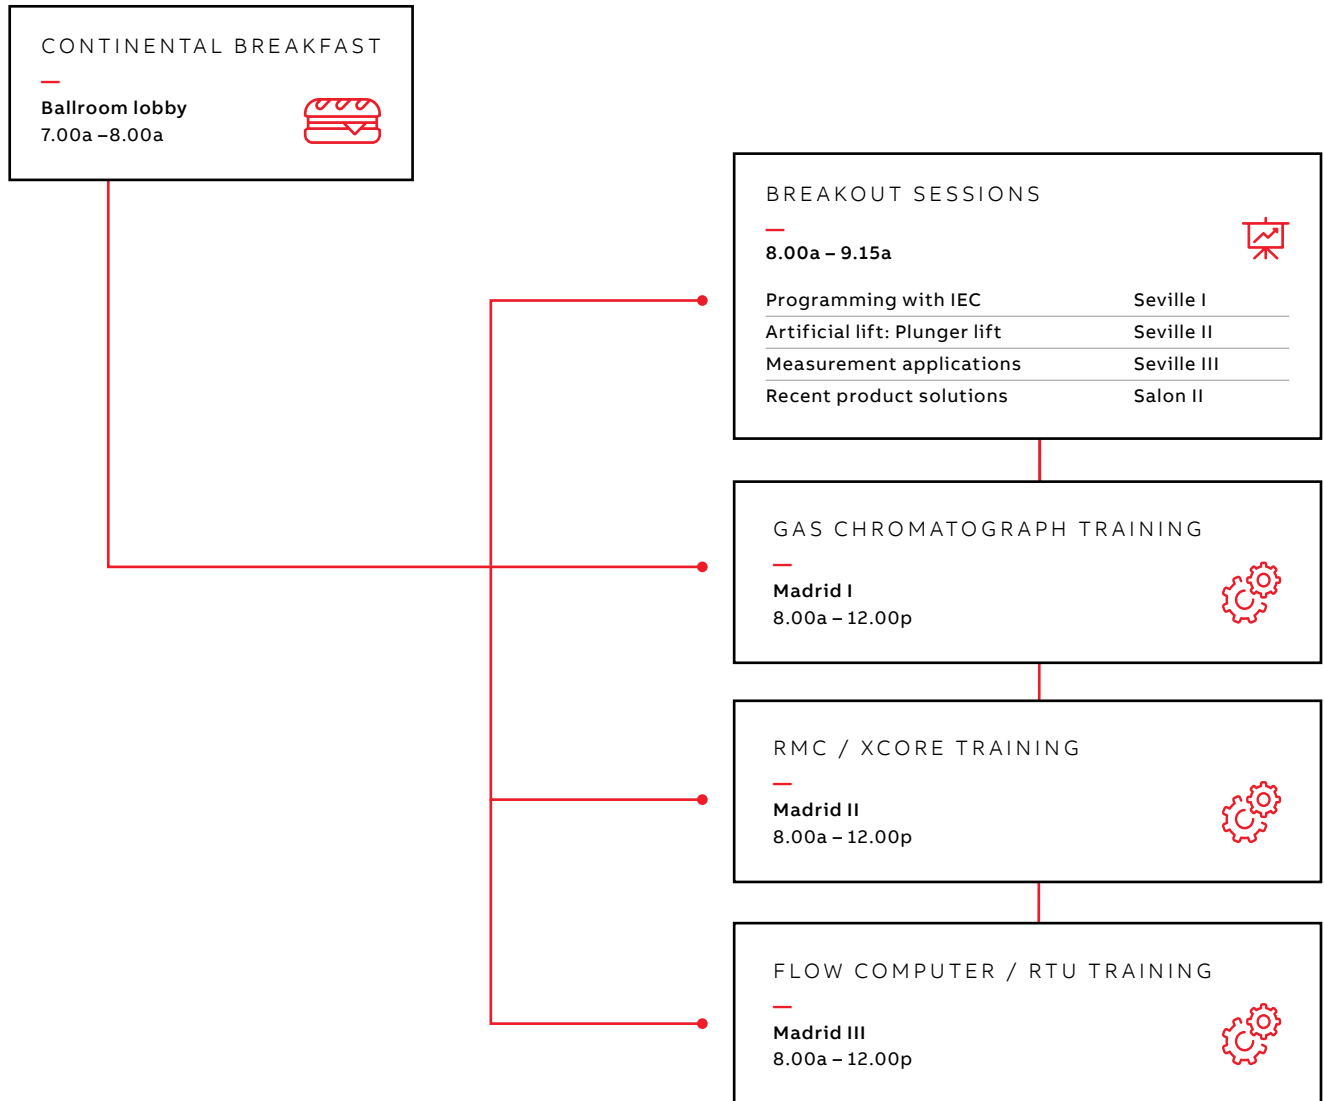 CONTINENTAL BREAKFAST
Ballroom lobby
7.00a –8.00a
BREAKOUT SESSIONS
8.00a – 9.15a
Programming with IEC Seville I
Artificial lift: Plunger lift Seville II
Measurement applications Seville III
Recent product solutions Salon II
GAS CHROMATOGRAPH TRAINING
Madrid I
8.00a – 12.00p
RMC / XCORE TRAINING
Madrid II
8.00a – 12.00p
FLOW COMPUTER / RTU TRAINING
Madrid III
8.00a – 12.00p